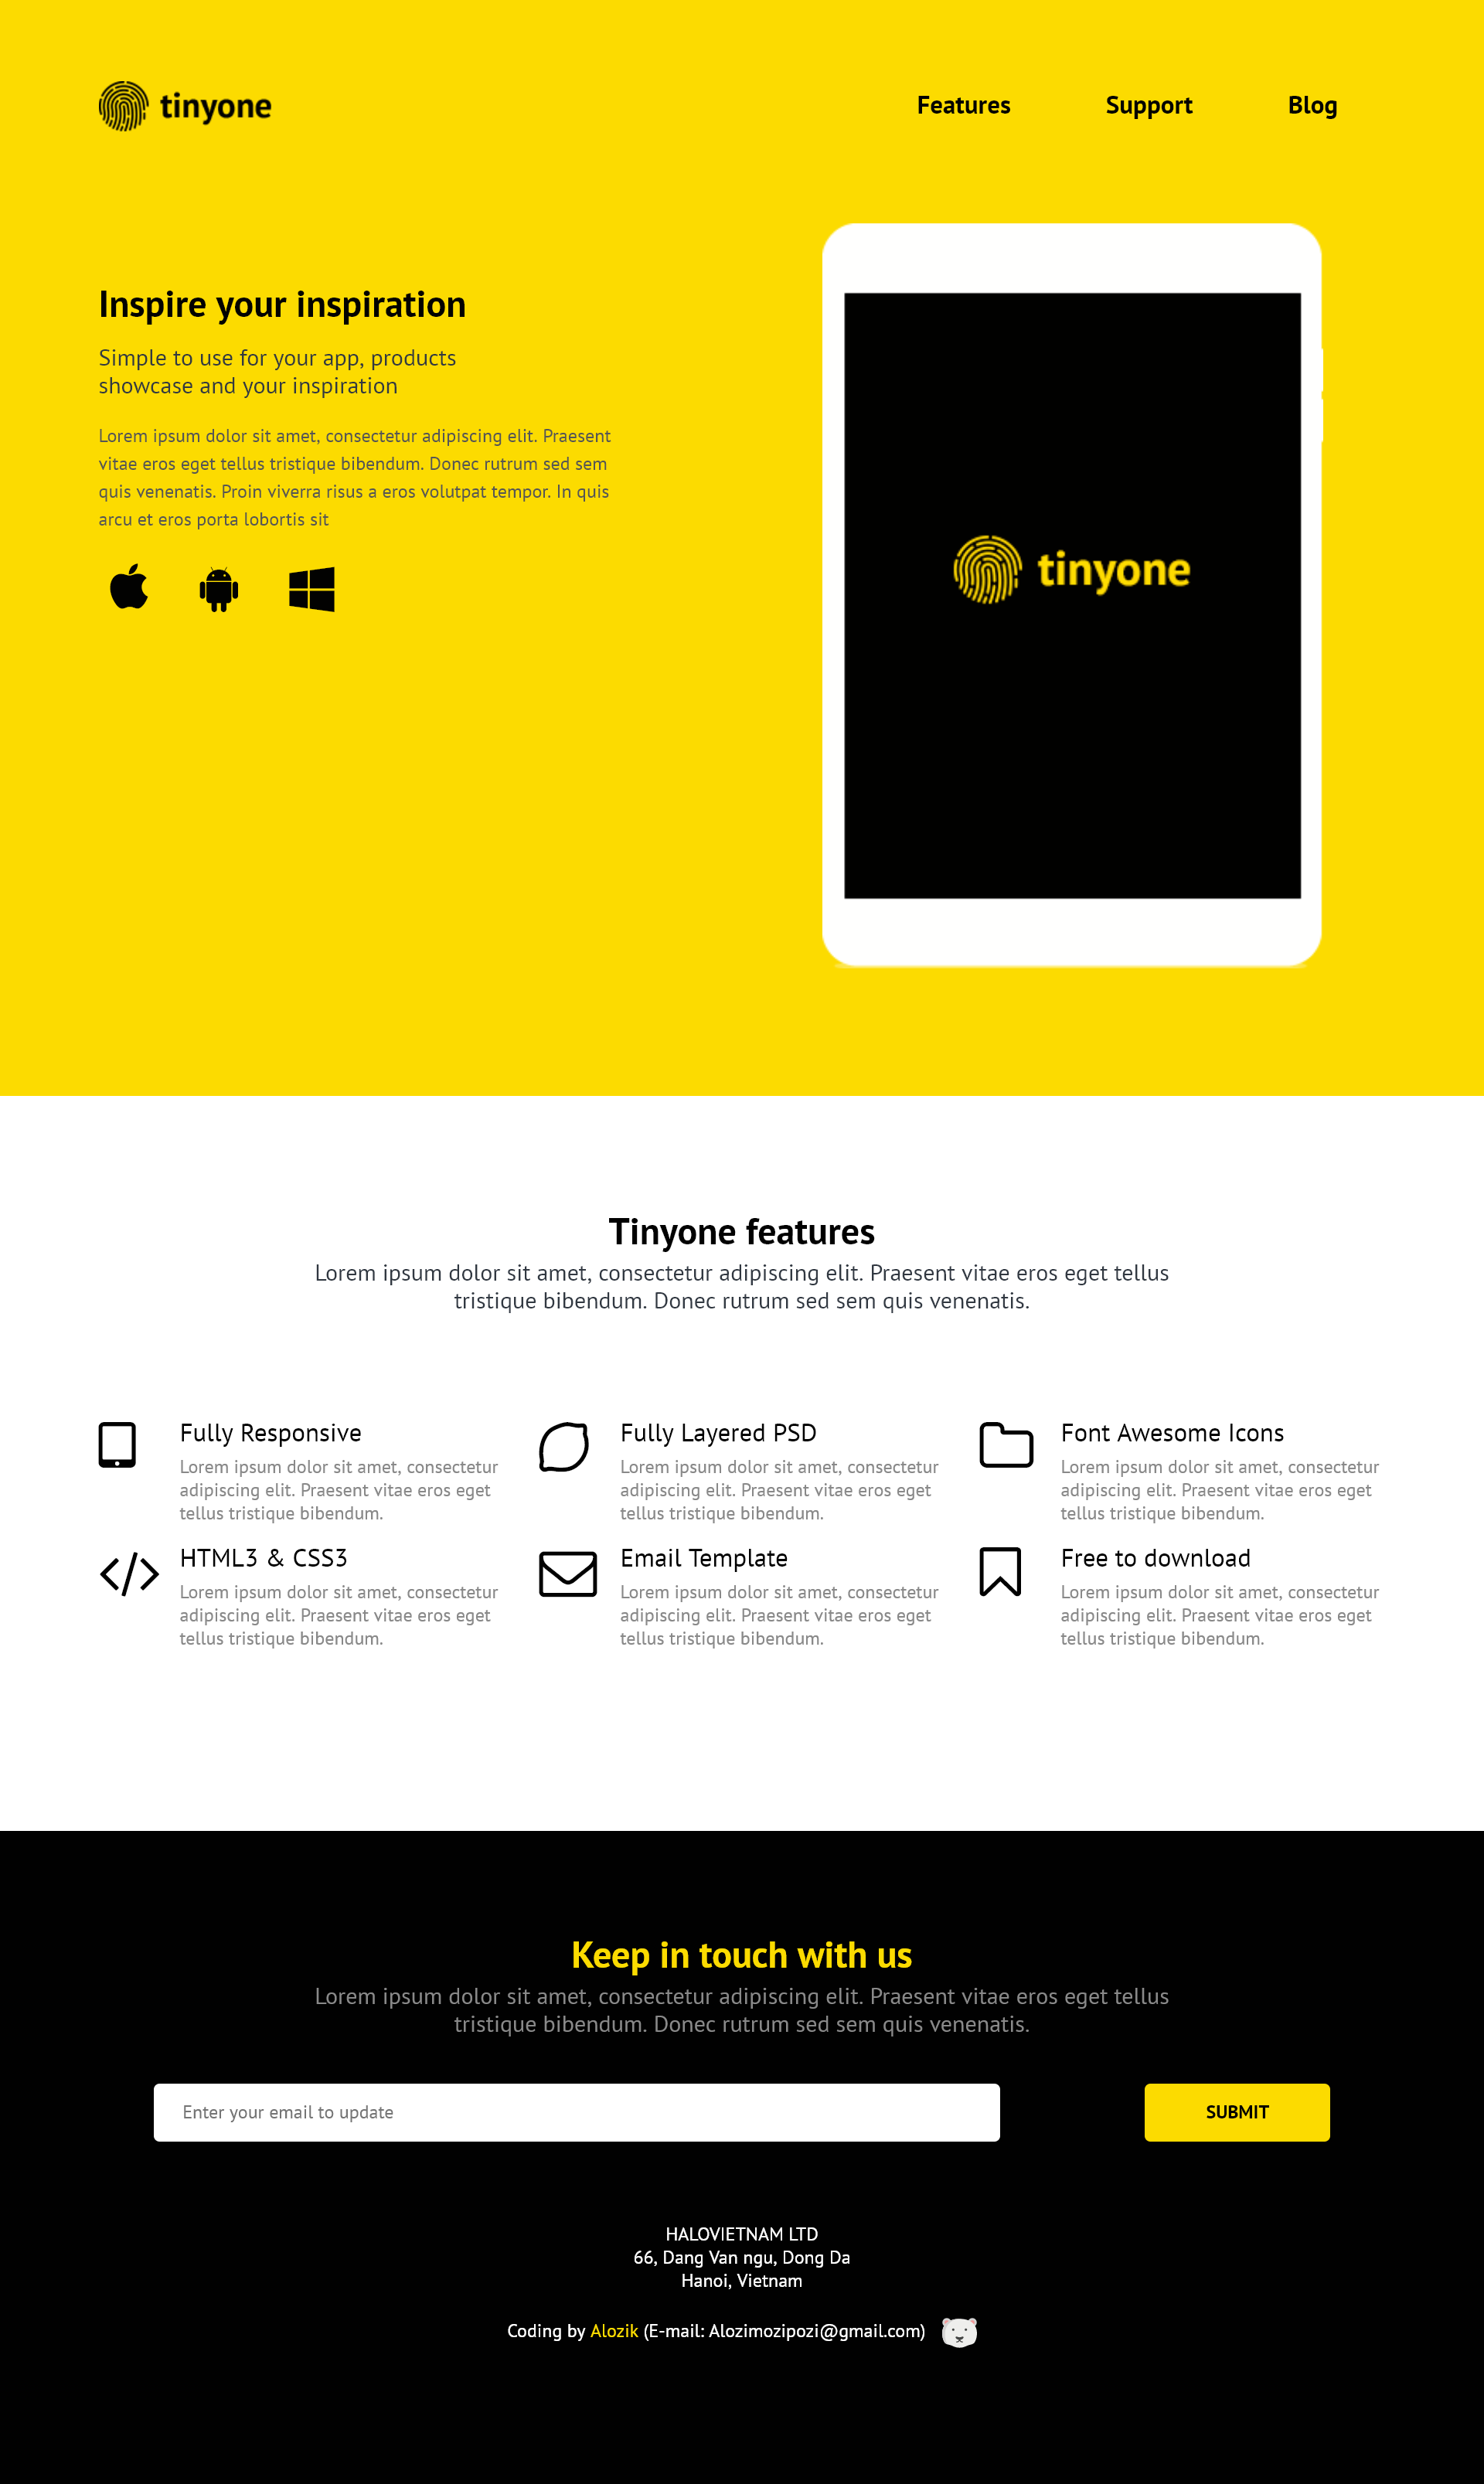 tinyone
Features
Support
Blog
Inspire your inspiration
Simple to use for your app, products
showcase and your inspiration
Lorem ipsum dolor sit amet, consectetur adipiscing elit. Praesent
vitae eros eget tellus tristique bibendum. Donec rutrum sed sem
quis venenatis. Proin viverra risus a eros volutpat tempor. In quis
arcu et eros porta lobortis sit
tinyone
Tinyone features
Lorem ipsum dolor sit amet, consectetur adipiscing elit. Praesent vitae eros eget tellus
tristique bibendum. Donec rutrum sed sem quis venenatis.
Fully Responsive
Lorem ipsum dolor sit amet, consectetur
adipiscing elit. Praesent vitae eros eget
tellus tristique bibendum.
Fully Layered PSD
Lorem ipsum dolor sit amet, consectetur
adipiscing elit. Praesent vitae eros eget
tellus tristique bibendum.
Font Awesome Icons
Lorem ipsum dolor sit amet, consectetur
adipiscing elit. Praesent vitae eros eget
tellus tristique bibendum.
HTML3 & CSS3
Lorem ipsum dolor sit amet, consectetur
adipiscing elit. Praesent vitae eros eget
tellus tristique bibendum.
Email Template
Lorem ipsum dolor sit amet, consectetur
adipiscing elit. Praesent vitae eros eget
tellus tristique bibendum.
Free to download
Lorem ipsum dolor sit amet, consectetur
adipiscing elit. Praesent vitae eros eget
tellus tristique bibendum.
Keep in touch with us
Lorem ipsum dolor sit amet, consectetur adipiscing elit. Praesent vitae eros eget tellus
tristique bibendum. Donec rutrum sed sem quis venenatis.
Enter your email to update
SUBMIT
HALOVIETNAM LTD
66, Dang Van ngu, Dong Da
Hanoi, Vietnam
Coding by Alozik (E-mail: Alozimozipozi@gmail.com)